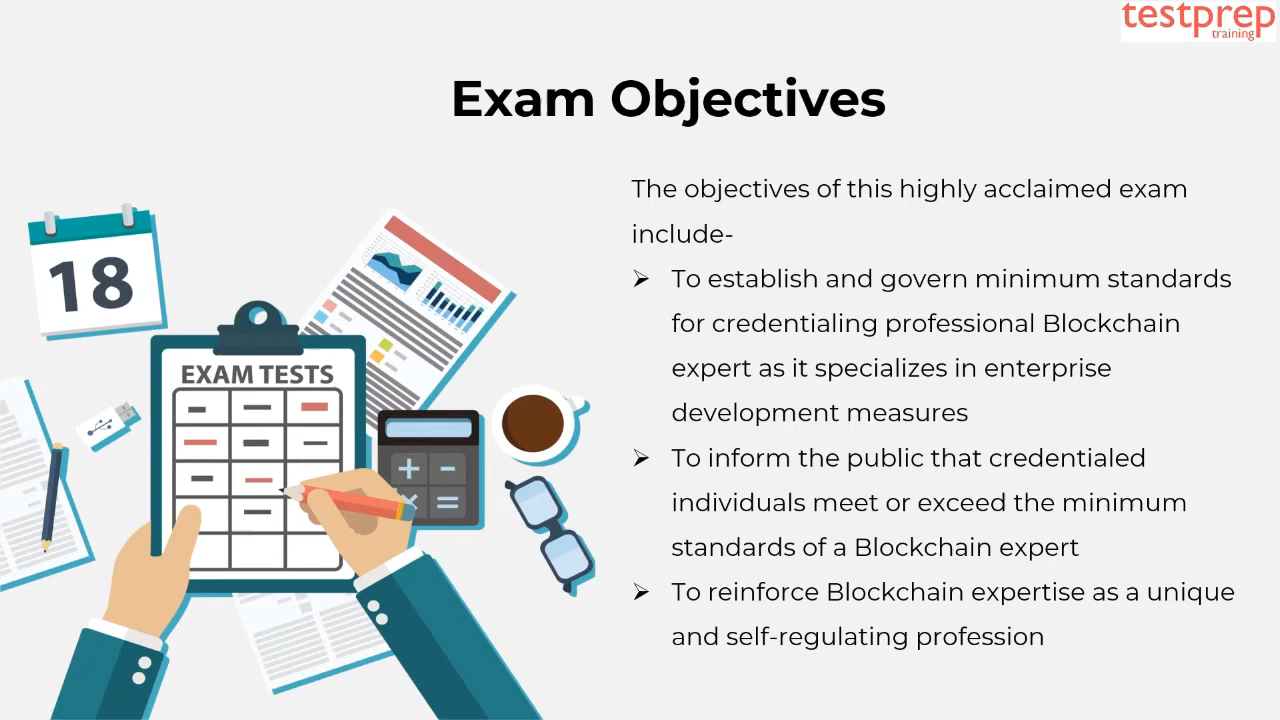 testprep
training
Exam Objectives
The objectives of this highly acclaimed exam
include-
➢ To establish and govern minimum standards
for credentialing professional Blockchain
expert as it specializes in enterprise
development measures
➢ To inform the public that credentialed
individuals meet or exceed the minimum
standards of a Blockchain expert
➢ To reinforce Blockchain expertise as a unique
and self-regulating profession
18
EXAM TESTS